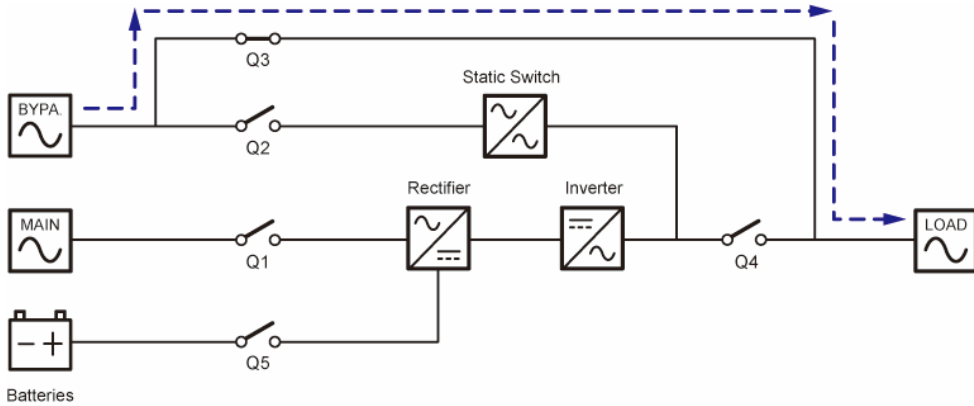 Q3
Static Switch
BYPA.
Q2
Rectifier
Inverter
MAIN
LOAD
Q1
Q4
Q5
Batteries